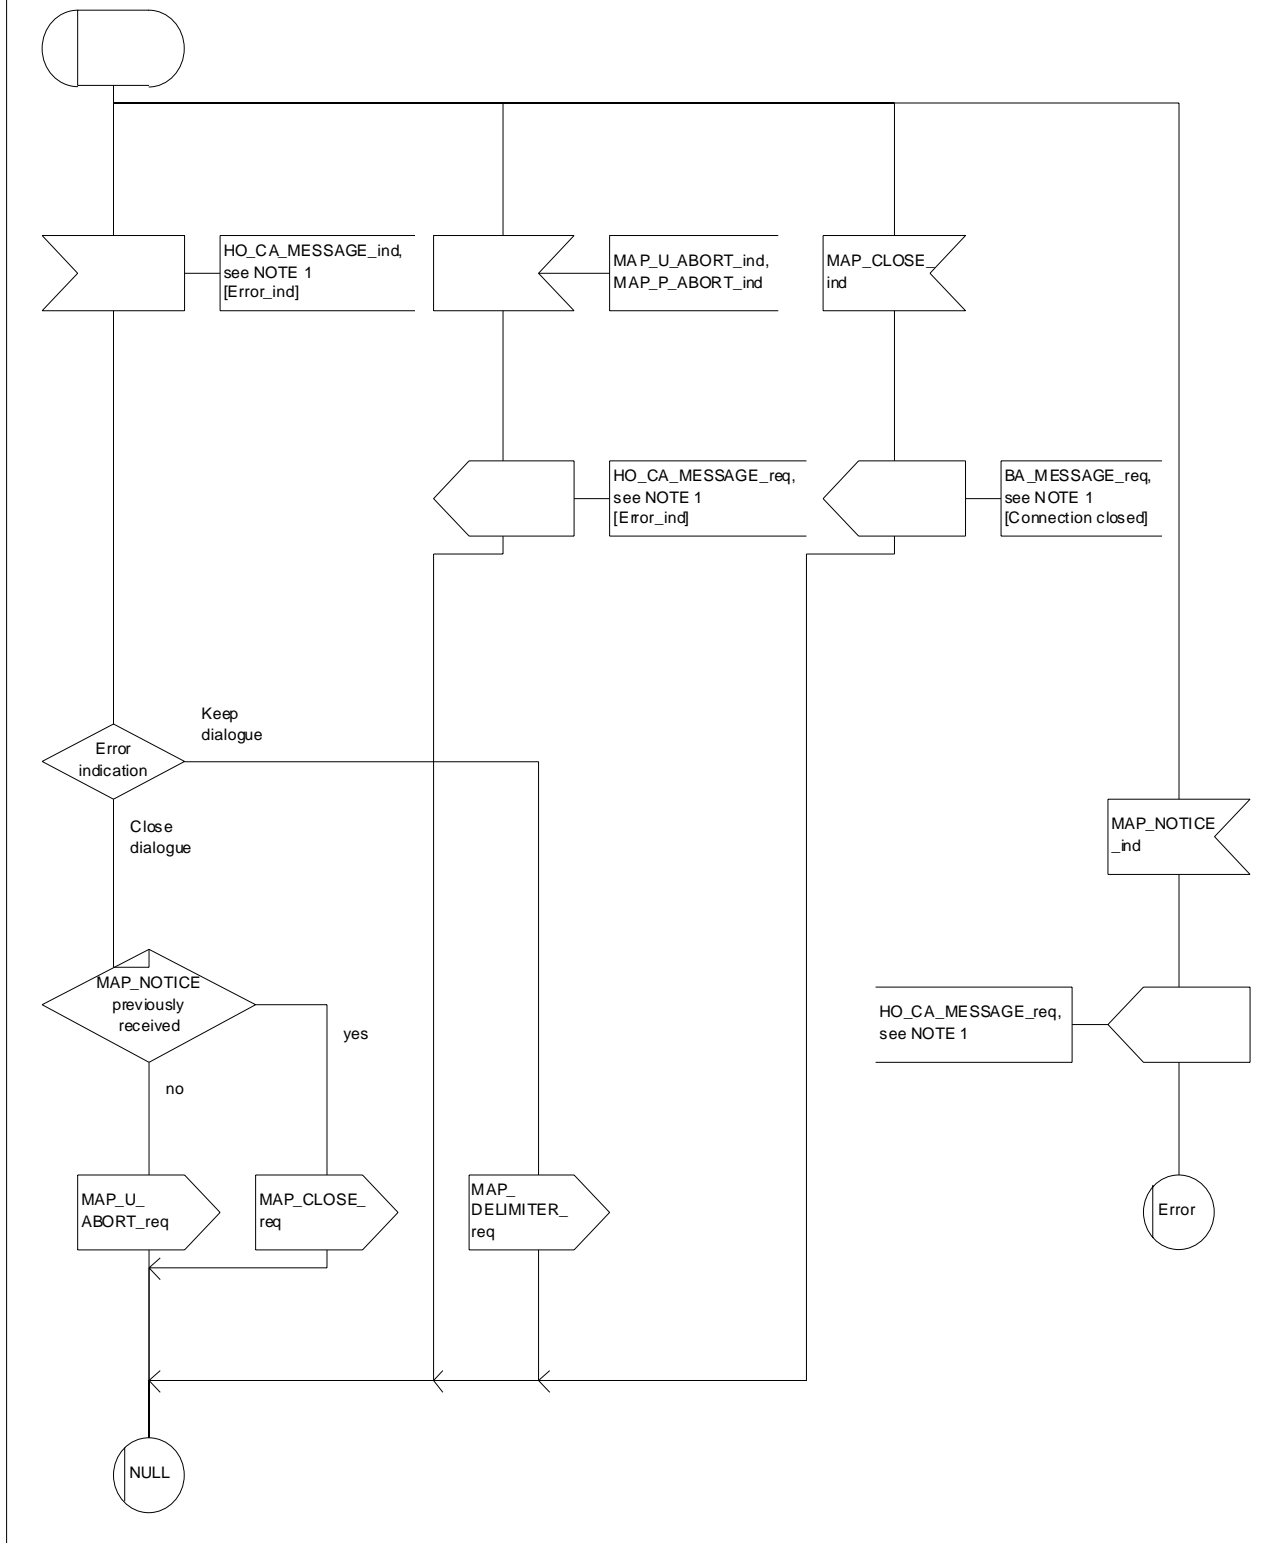 HO_CA_MESSAGE_ind,
see NOTE 1
[Error_ind]
MAP_U_ABORT_ind,
MAP_P_ABORT_ind
MAP_CLOSE_
ind
HO_CA_MESSAGE_req,
see NOTE 1
[Error_ind]
BA_MESSAGE_req,
see NOTE 1
[Connection closed]
Keep
dialogue
Error
indication
Close
dialogue
MAP_NOTICE
_ind
MAP_NOTICE
previously
received
yes
no
HO_CA_MESSAGE_req,
see NOTE 1
MAP_U_
ABORT_req
MAP_CLOSE_
req
MAP_
DELIMITER_
req
Error
NULL